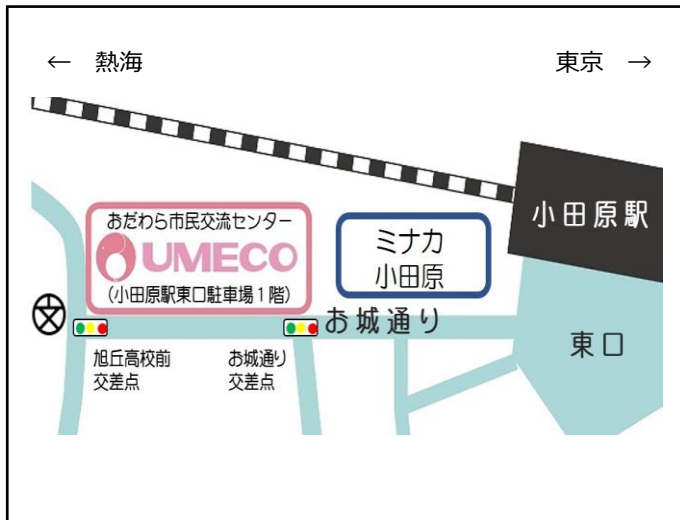 ← 熱海
東京 →
小田原駅
おだわら市民交流センター
UMECO
(小田原駅東口駐車場1階)
ミナカ
小田原
お城通り
東口
旭丘高校前
交差点
お城通り
交差点